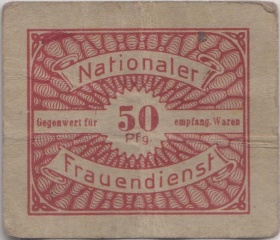 Nationaler
Gegenwert für 50 empfang. Waren
Pfg.
Frauendienst